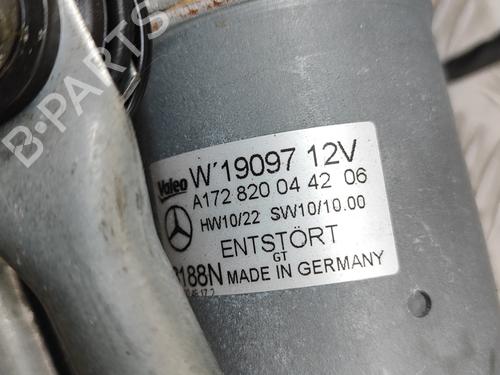 B-PARTS
Valeo W'19097 12V
A172 820 04 42 06
HW10/22 SW10/10.00
ENTSTÖRT
GT
188N MADE IN GERMANY